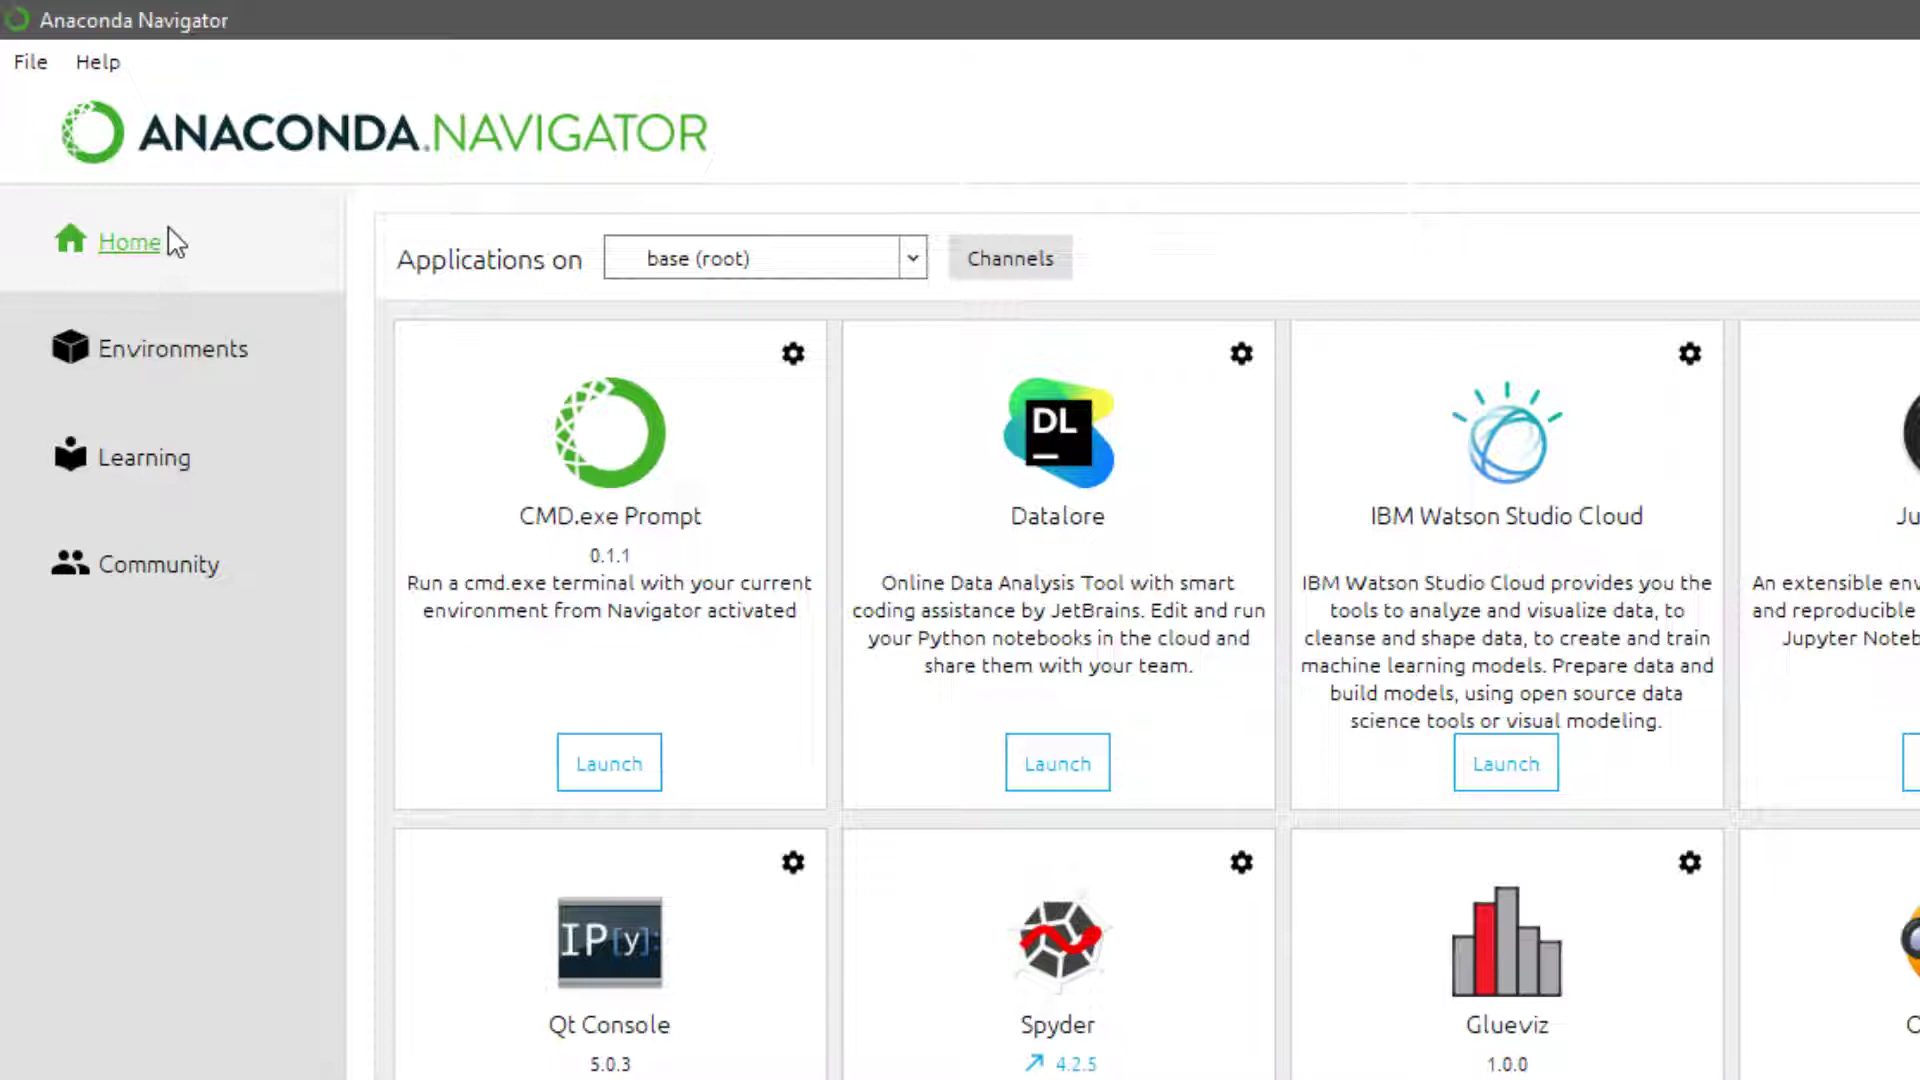 Anaconda Navigator
File Help
ANACONDA.NAVIGATOR
Home
Environments
Learning
Community
Applications on base (root) Channels
CMD.exe Prompt
0.1.1
Run a cmd.exe terminal with your current
environment from Navigator activated
Launch
DL
Datalore
Online Data Analysis Tool with smart
coding assistance by JetBrains. Edit and run
your Python notebooks in the cloud and
share them with your team.
Launch
IBM Watson Studio Cloud
IBM Watson Studio Cloud provides you the
tools to analyze and visualize data, to
cleanse and shape data, to create and train
machine learning models. Prepare data and
build models, using open source data
science tools or visual modeling.
Launch
An extensible
and reproducible
Jupyter
IP[y]:
Qt Console
5.0.3
Spyder
4.2.5
Glueviz
1.0.0